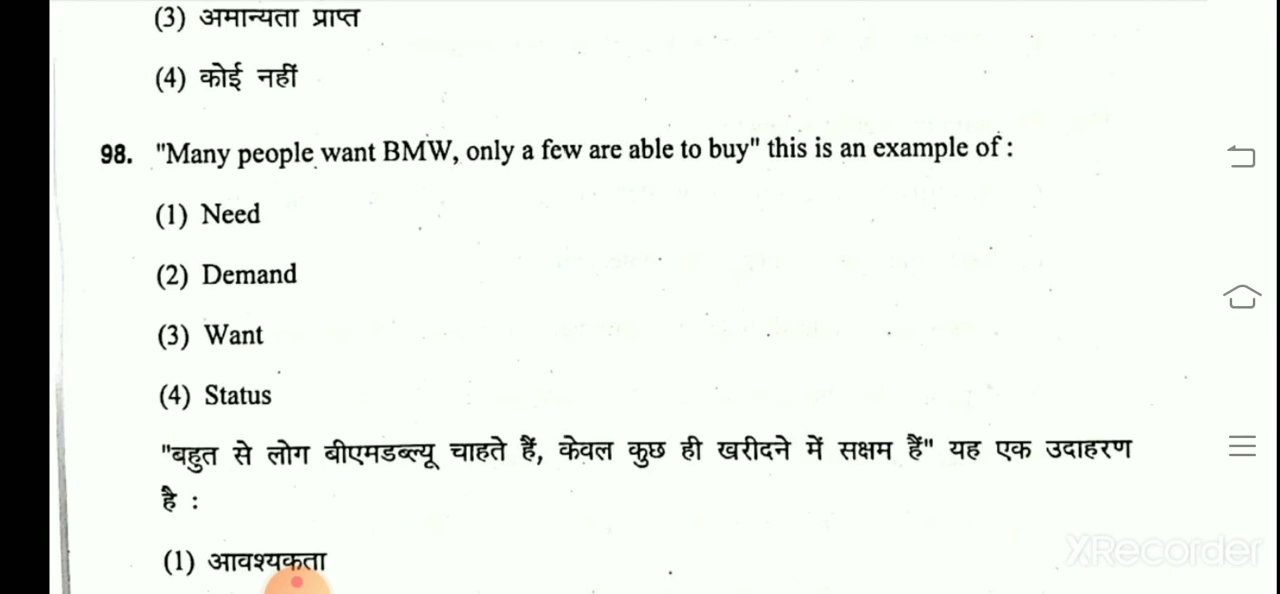 (3) अमान्यता प्राप्त
(4) कोई नहीं
98. "Many people want BMW, only a few are able to buy" this is an example of :
(1) Need
(2) Demand
(3) Want
(4) Status
"बहुत से लोग बीएमडब्ल्यू चाहते हैं, केवल कुछ ही खरीदने में सक्षम हैं" यह एक उदाहरण
है :
(1) आवश्यकता
XRecorder